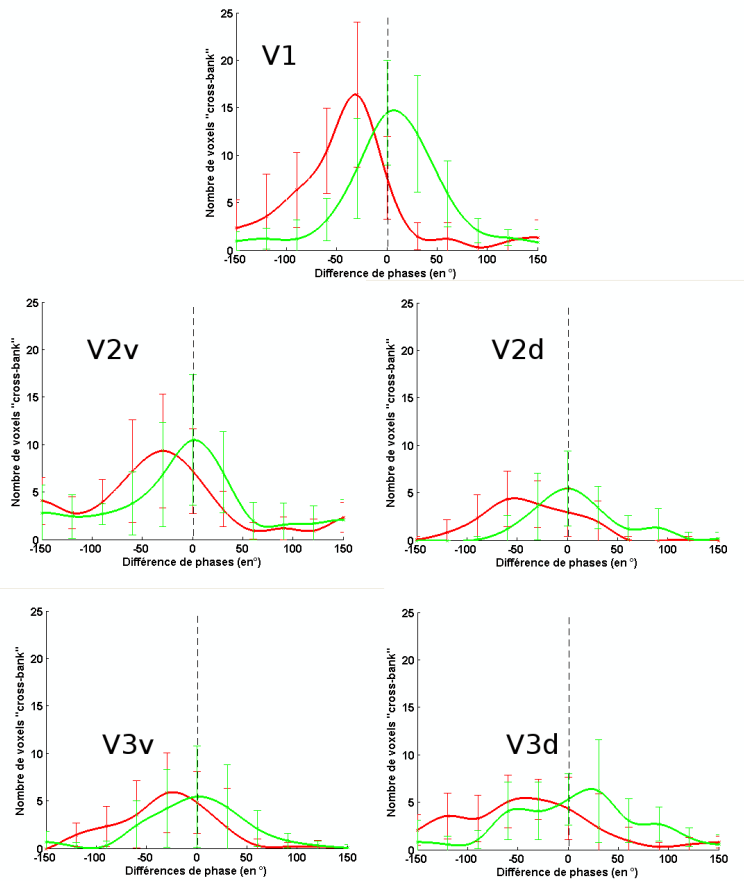 V1
Nombre de voxels "cross-bank"
25
20
15
10
5
0
-150 -100 -50 0 50 100 150
Difference de phases (en °)
V2v
Nombre de voxels "cross-bank"
25
20
15
10
5
0
-150 -100 -50 0 50 100 150
Différence de phases (en °)
V2d
Nombre de voxels "cross-bank"
25
20
15
10
5
0
-150 -100 -50 0 50 100 150
Différence de phases (en °)
V3v
Nombre de voxels "cross-bank"
25
20
15
10
5
0
-150 -100 -50 0 50 100 150
Différences de phase (en °)
V3d
Nombre de voxels "cross-bank"
25
20
15
10
5
0
-150 -100 -50 0 50 100 150
Différence de phases (en °)